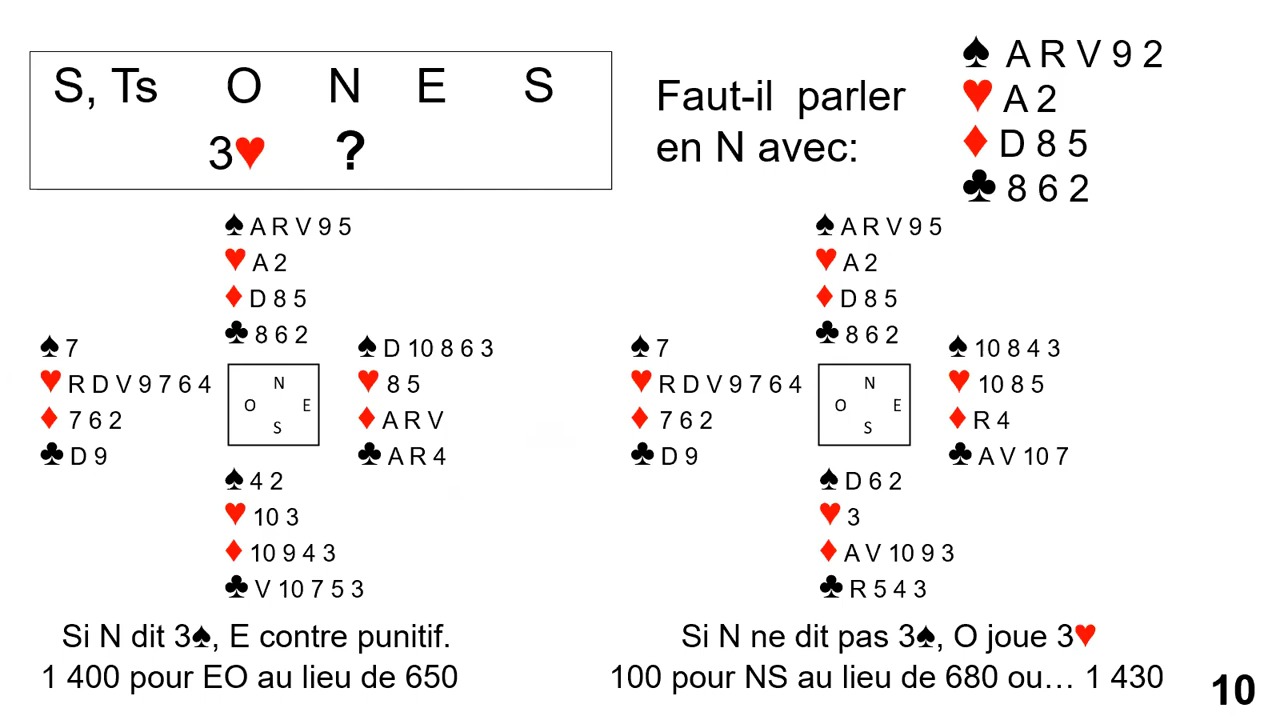 S, Ts O N E S
3♥ ?
Faut-il parler
en N avec:
♠ A R V 9 2
♥ A 2
♦ D 8 5
♣ 8 6 2
♠ A R V 9 5
♥ A 2
♦ D 8 5
♣ 8 6 2
♠ 7
♥ R D V 9 7 6 4
♦ 7 6 2
♣ D 9
N
O E
S
♠ D 10 8 6 3
♥ 8 5
♦ A R V
♣ A R 4
♠ 4 2
♥ 10 3
♦ 10 9 4 3
♣ V 10 7 5 3
Si N dit 3♠, E contre punitif.
1 400 pour EO au lieu de 650
♠ A R V 9 5
♥ A 2
♦ D 8 5
♣ 8 6 2
♠ 7
♥ R D V 9 7 6 4
♦ 7 6 2
♣ D 9
N
O E
S
♠ 10 8 4 3
♥ 10 8 5
♦ R 4
♣ A V 10 7
♠ D 6 2
♥ 3
♦ A V 10 9 3
♣ R 5 4 3
Si N ne dit pas 3♠, O joue 3♥
100 pour NS au lieu de 680 ou… 1 430
10